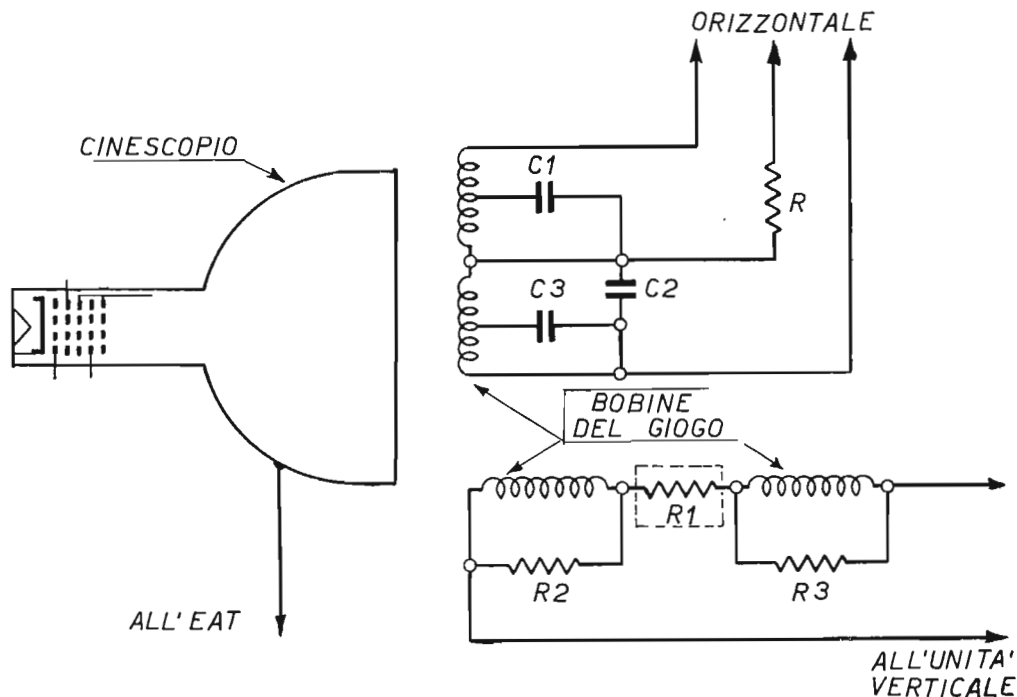 ORIZZONTALE
CINESCOPIO
C1
R
C3
C2
BOBINE
DEL GIOGO
R1
R2
R3
ALL' EAT
ALL'UNITA'
VERTICALE